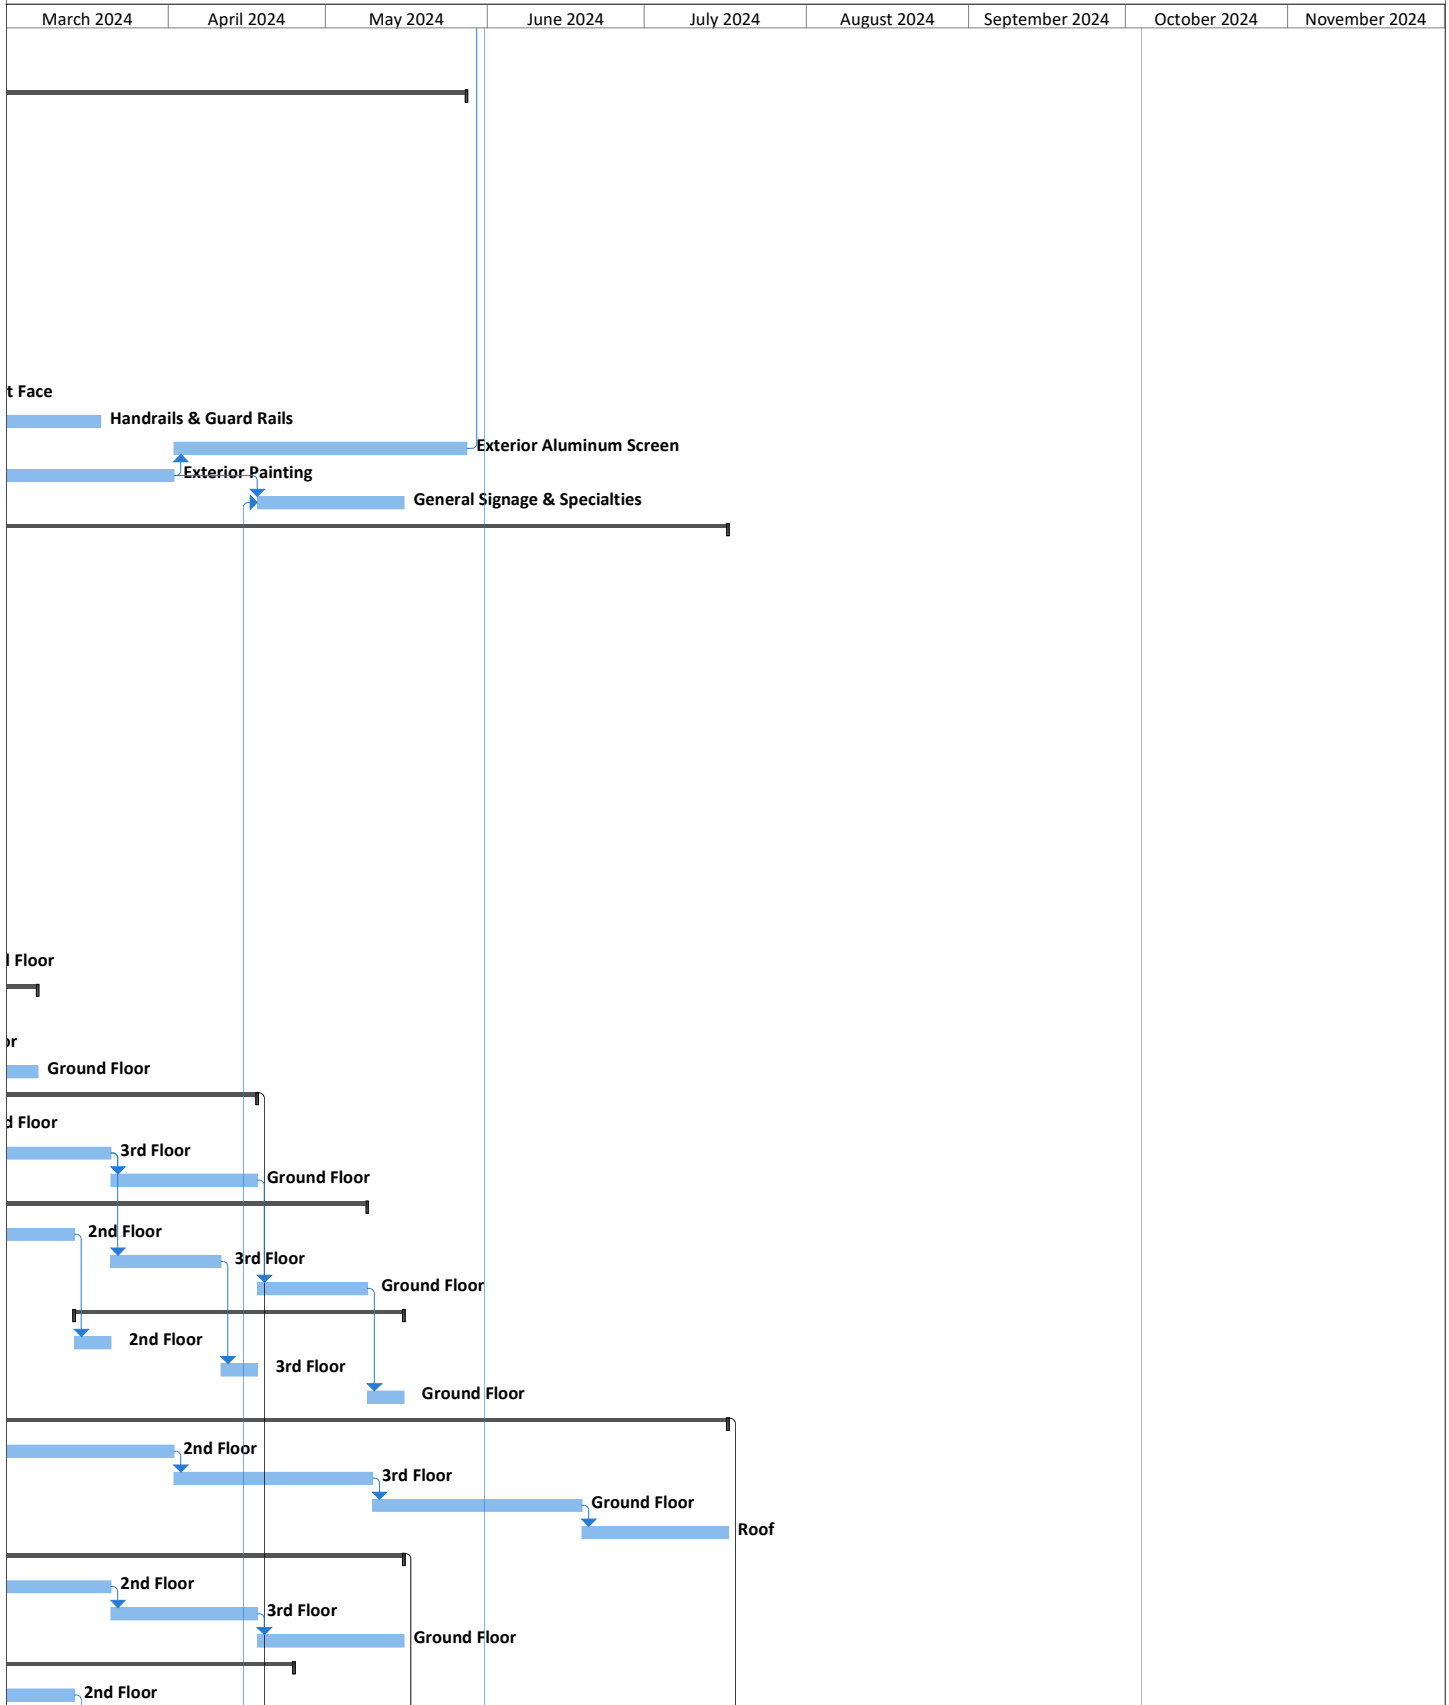 March 2024 April 2024 May 2024 June 2024 July 2024 August 2024 September 2024 October 2024 November 2024
t Face
Handrails & Guard Rails
Exterior Aluminum Screen
Exterior Painting
General Signage & Specialties
Floor
or
Ground Floor
d Floor
3rd Floor
Ground Floor
2nd Floor
3rd Floor
Ground Floor
2nd Floor
3rd Floor
Ground Floor
2nd Floor
3rd Floor
Ground Floor
Roof
2nd Floor
3rd Floor
Ground Floor
2nd Floor